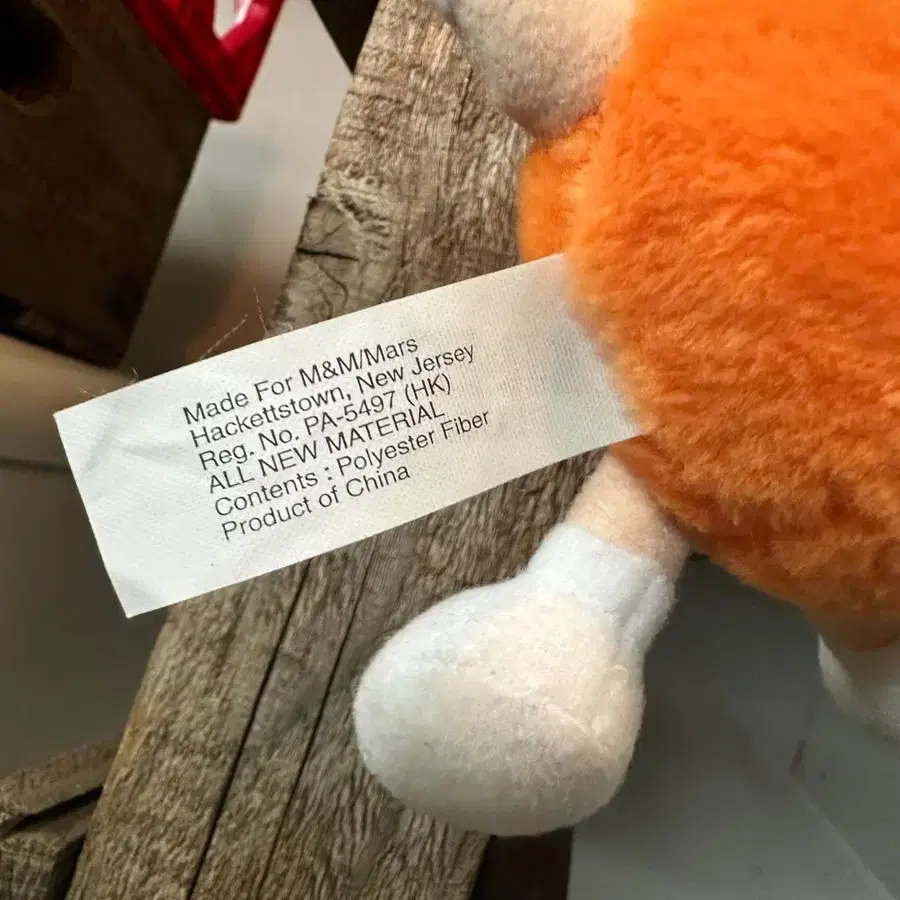 Made For M&M/Mars
Hackettstown, New Jersey
Reg. No. PA-5497 (HK)
ALL NEW MATERIAL
Contents : Polyester Fiber
Product of China